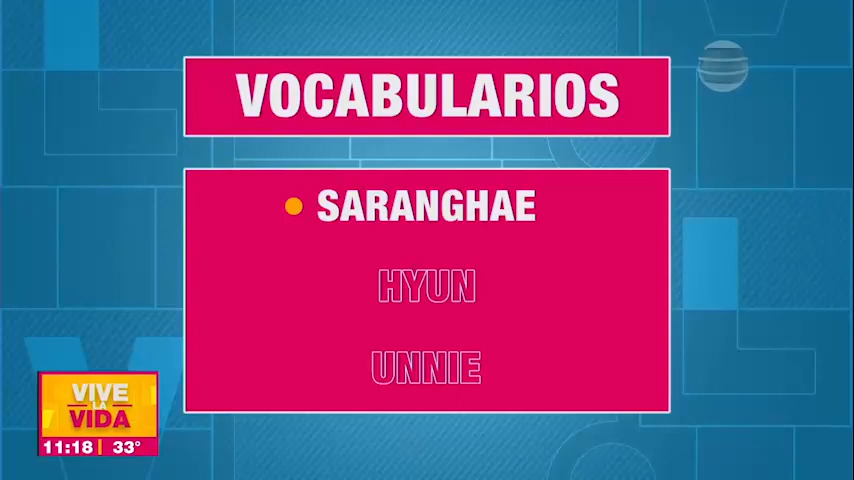 VOCABULARIOS
SARANGHAE
HYUN
UNNIE
VIVE
LA
VIDA
11:18 33°